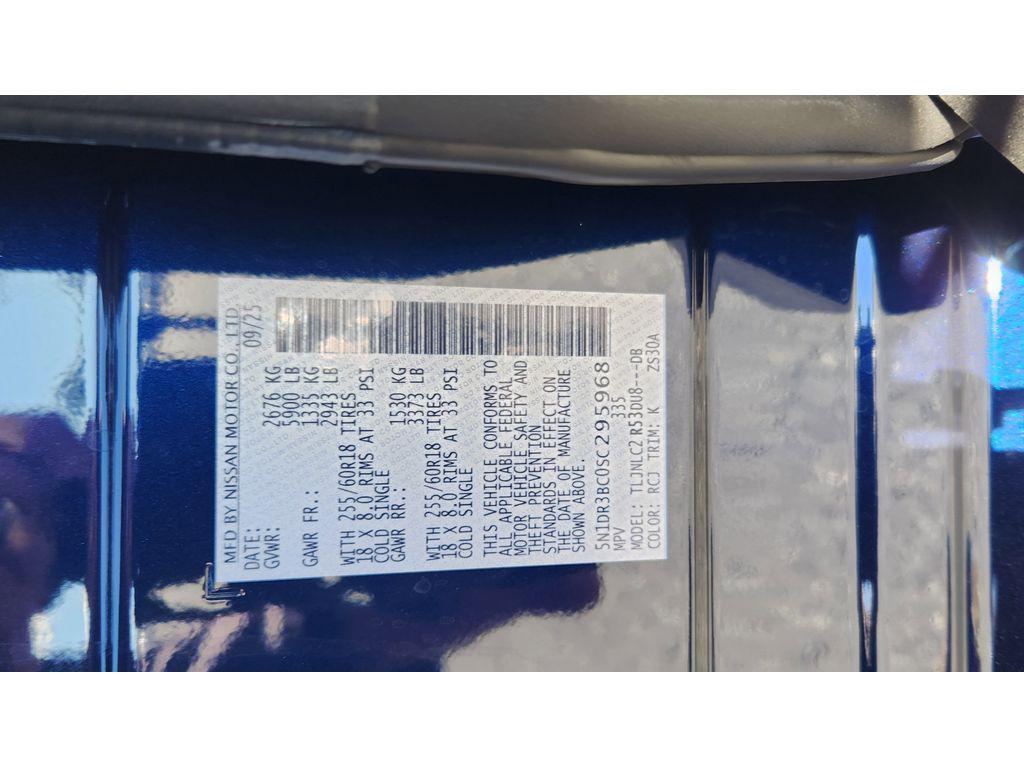 MFD BY NISSAN MOTOR CO., LTD
DATE: 09/25
GVWR: 2676 KG
5900 LB
GAWR FR.: 1335 KG
2943 LB
WITH 255/60R18 TIRES
18 X 8.0 RIMS AT 33 PSI
COLD SINGLE
GAWR RR.: 1530 KG
3373 LB
WITH 255/60R18 TIRES
18 X 8.0 RIMS AT 33 PSI
COLD SINGLE
THIS VEHICLE CONFORMS TO
ALL APPLICABLE FEDERAL
MOTOR VEHICLE SAFETY AND
THEFT PREVENTION
STANDARDS IN EFFECT ON
THE DATE OF MANUFACTURE
SHOWN ABOVE.
5N1DR3BC0SC295968
MPV 335
MODEL: TLJNLC2 R53DU8---DB
COLOR: RCJ TRIM: K ZS30A